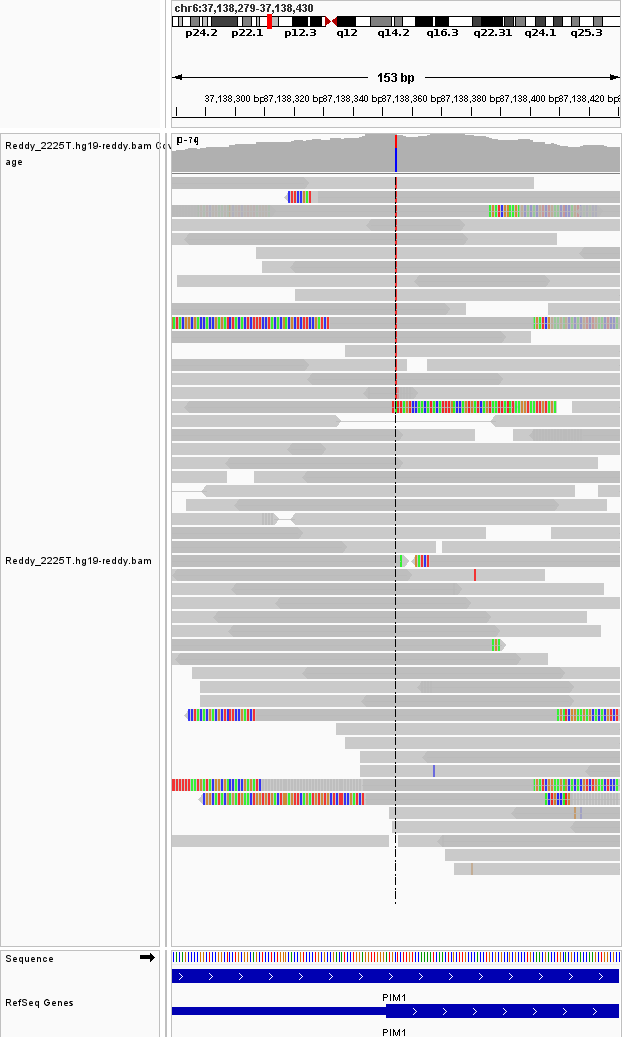 chr6:37,138,279-37,138,430
p24.2 p22.1 p12.3 q12 q14.2 q16.3 q22.31 q24.1 q25.3
153 bp
37,138,300 bp 37,138,320 bp 37,138,340 bp 37,138,360 bp 37,138,380 bp 37,138,400 bp 37,138,420 bp
Reddy_2225T.hg19-reddy.bam Cov
age
Reddy_2225T.hg19-reddy.bam
Sequence
PIM1
RefSeq Genes
PIM1